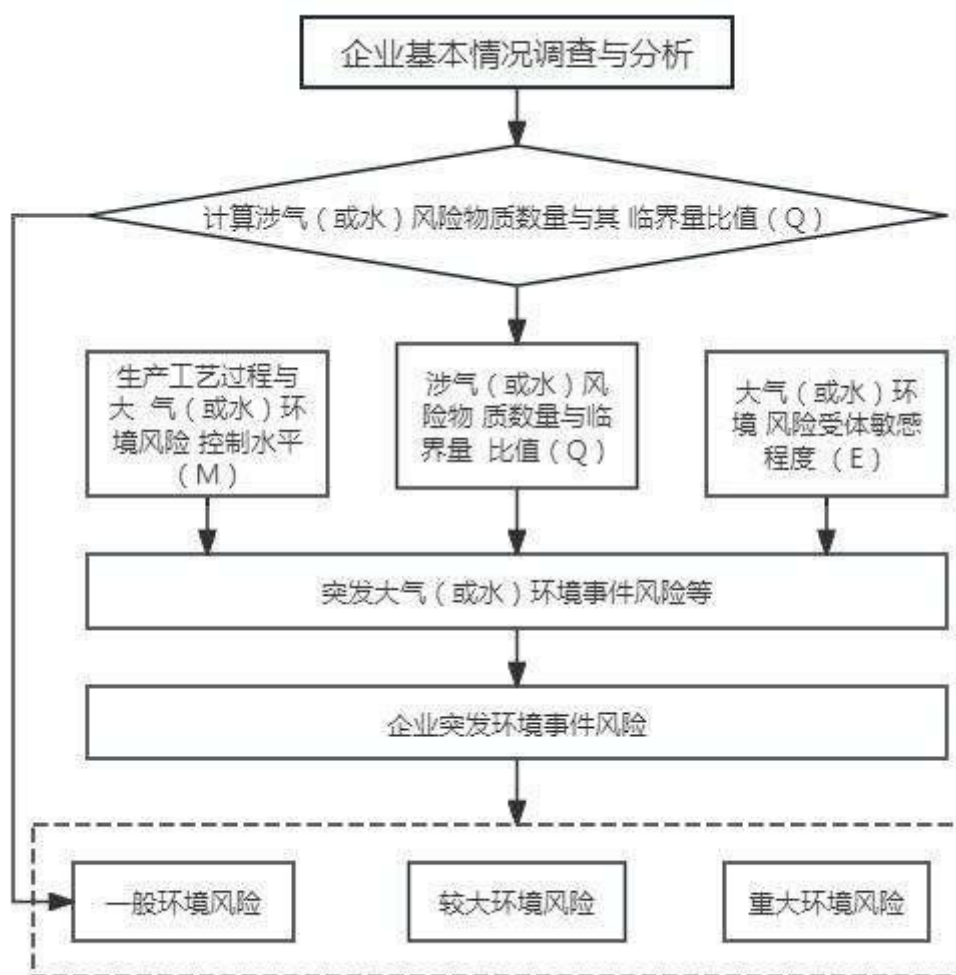 企业基本情况调查与分析
计算涉气（或水）风险物质数量与其 临界量比值（Q）
生产工艺过程与
大 气（或水）环
境风险 控制水平
（M）
涉气（或水）风
险物 质数量与临
界量 比值（Q）
大气（或水）环
境 风险受体敏感
程度 （E）
突发大气（或水）环境事件风险等
企业突发环境事件风险
一般环境风险
较大环境风险
重大环境风险